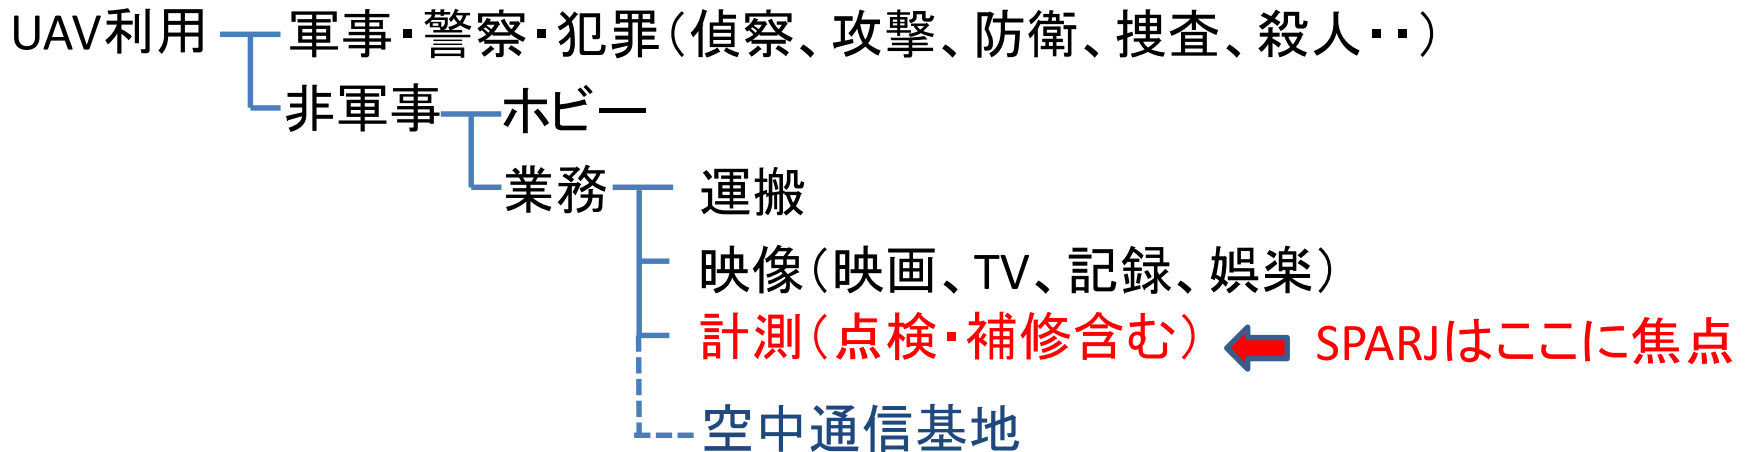 UAV利用 軍事・警察・犯罪(偵察、攻撃、防衛、捜査、殺人・・)
非軍事 ホビー
業務 運搬
映像(映画、TV、記録、娯楽)
計測(点検・補修含む) SPARJはここに焦点
空中通信基地